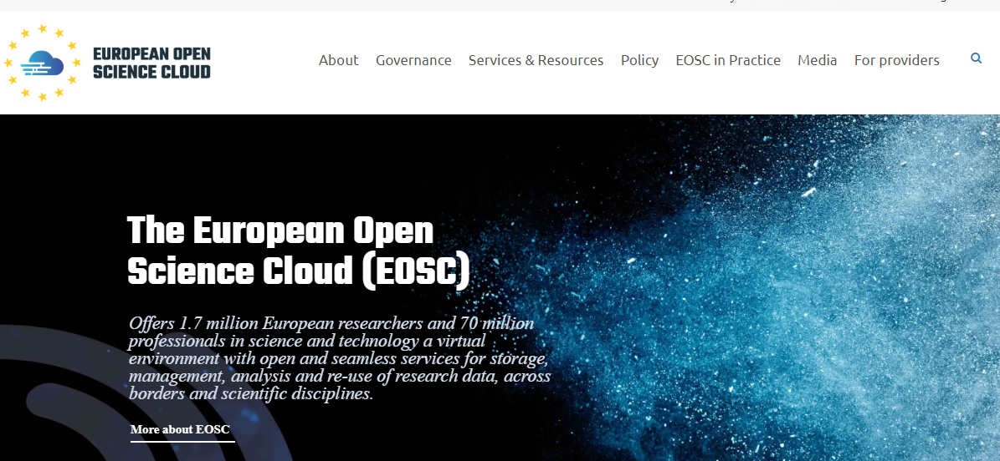 EUROPEAN OPEN
SCIENCE CLOUD
About Governance Services & Resources Policy EOSC in Practice Media For providers
The European Open
Science Cloud (EOSC)
Offers 1.7 million European researchers and 70 million
professionals in science and technology a virtual
environment with open and seamless services for storage,
management, analysis and re-use of research data, across
borders and scientific disciplines.
More about EOSC